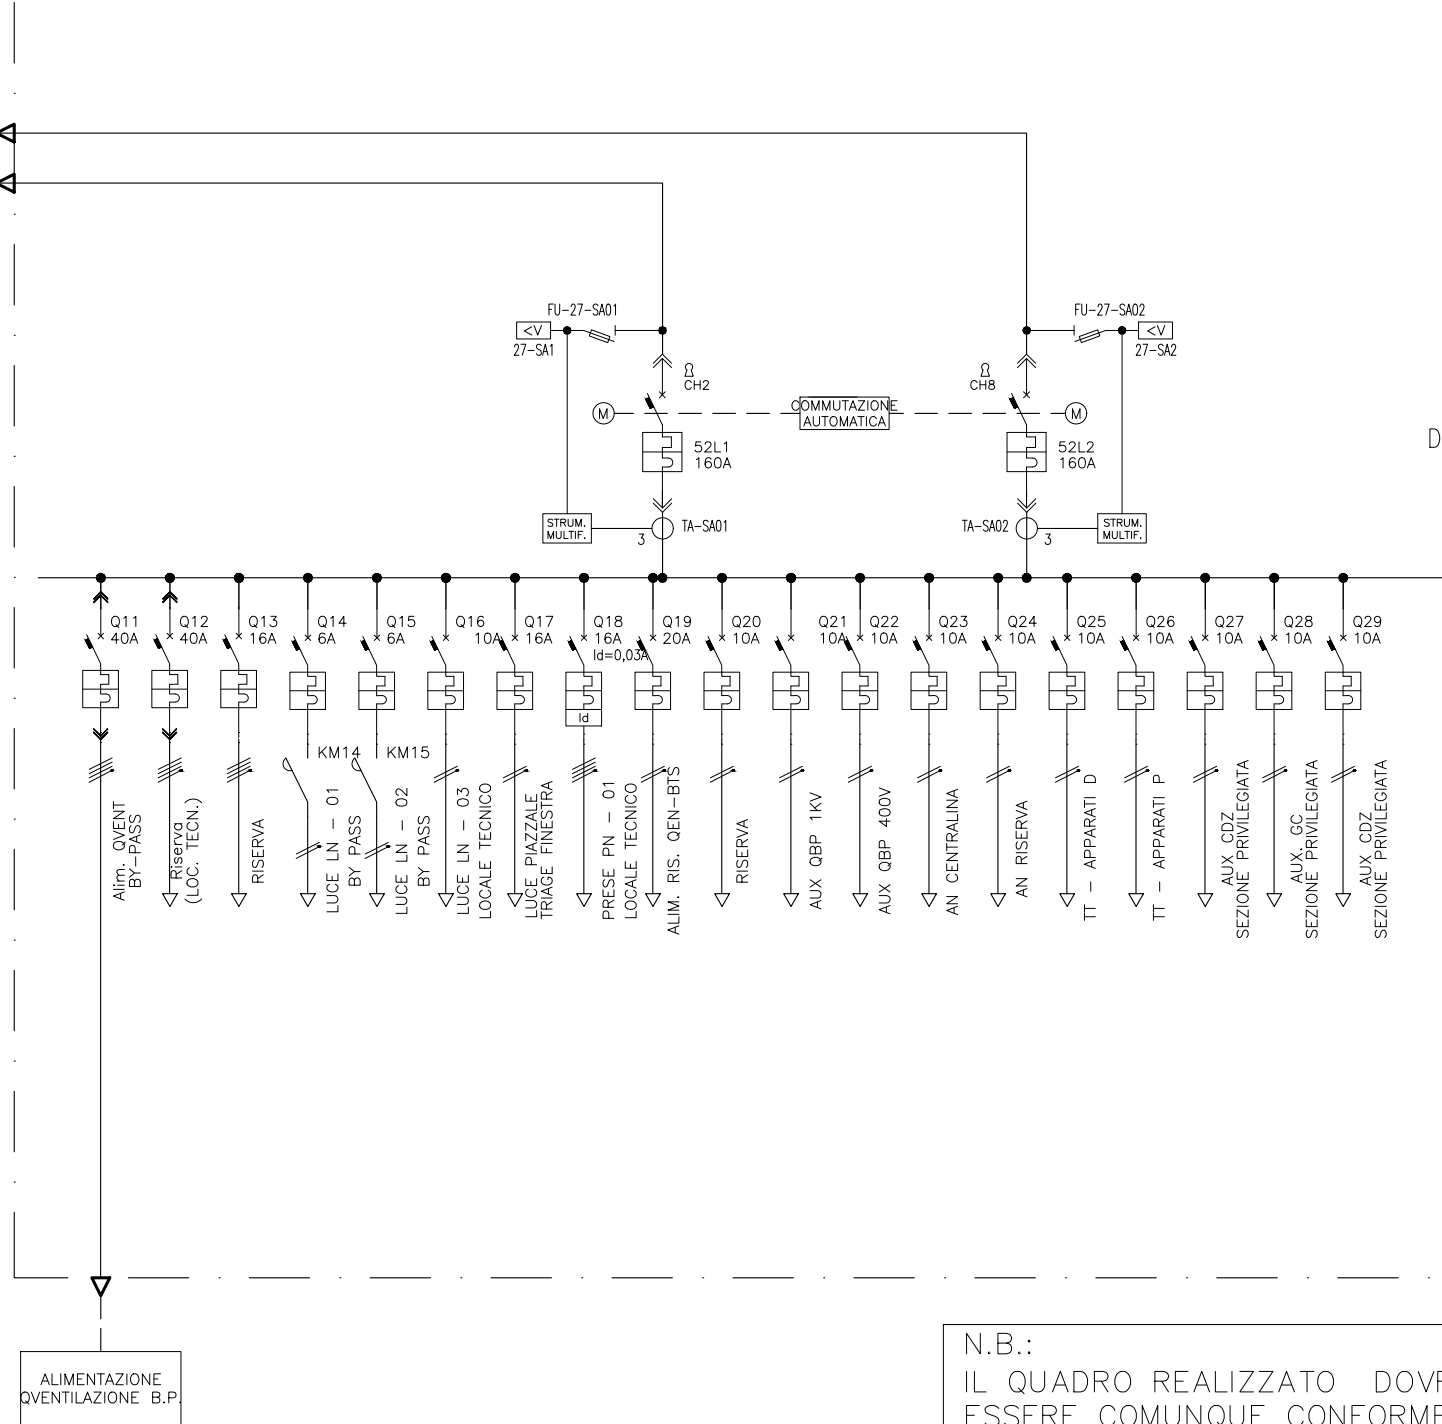 FU-27-SA01
<V
27-SA1
CH2
M
52L1
160A
STRUM.
MULTIF.
3
TA-SA01
COMMUTAZIONE
AUTOMATICA
FU-27-SA02
<V
27-SA2
CH8
M
52L2
160A
TA-SA02
3
STRUM.
MULTIF.
D
Q11
40A
Q12
40A
Q13
16A
Q14
6A
Q15
6A
Q16
10A
Q17
16A
Q18
16A
Id=0,03A
Id
Q19
20A
Q20
10A
Q21
10A
Q22
10A
Q23
10A
Q24
10A
Q25
10A
Q26
10A
Q27
10A
Q28
10A
Q29
10A
KM14
KM15
Alim. QVENT
BY-PASS
Riserva
(LOC. TECN.)
RISERVA
LUCE LN - 01
BY PASS
LUCE LN - 02
BY PASS
LUCE LN - 03
LOCALE TECNICO
LUCE PIAZZALE
TRIAGE FINESTRA
PRESE PN - 01
LOCALE TECNICO
ALIM. RIS. QEN-BTS
RISERVA
AUX QBP 1KV
AUX QBP 400V
AN CENTRALINA
AN RISERVA
TT - APPARATI D
TT - APPARATI P
AUX CDZ
SEZIONE PRIVILEGIATA
AUX. GC
SEZIONE PRIVILEGIATA
AUX CDZ
SEZIONE PRIVILEGIATA
ALIMENTAZIONE
QVENTILAZIONE B.P.
N.B.:
IL QUADRO REALIZZATO DOVR
ESSERE COMUNQUE CONFORME